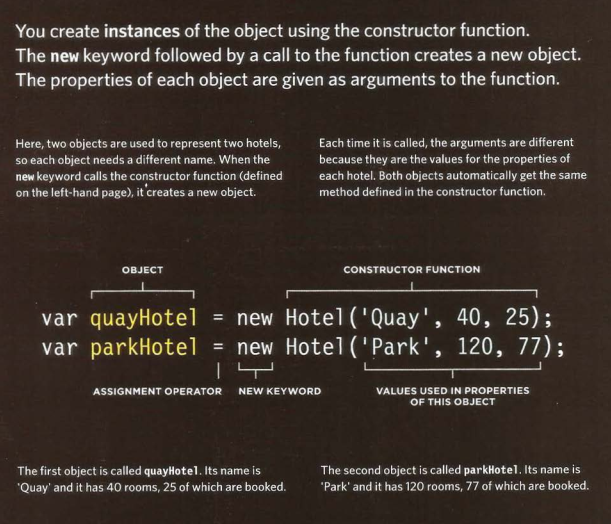 You create instances of the object using the constructor function.
The new keyword followed by a call to the function creates a new object.
The properties of each object are given as arguments to the function.
Here, two objects are used to represent two hotels,
so each object needs a different name. When the
new keyword calls the constructor function (defined
on the left-hand page), it creates a new object.
Each time it is called, the arguments are different
because they are the values for the properties of
each hotel. Both objects automatically get the same
method defined in the constructor function.
OBJECT
CONSTRUCTOR FUNCTION
var quayHotel = new Hotel('Quay', 40, 25);
var parkHotel = new Hotel('Park', 120, 77);
ASSIGNMENT OPERATOR
NEW KEYWORD
VALUES USED IN PROPERTIES
OF THIS OBJECT
The first object is called quayHotel. Its name is
'Quay' and it has 40 rooms, 25 of which are booked.
The second object is called parkHotel. Its name is
'Park' and it has 120 rooms, 77 of which are booked.